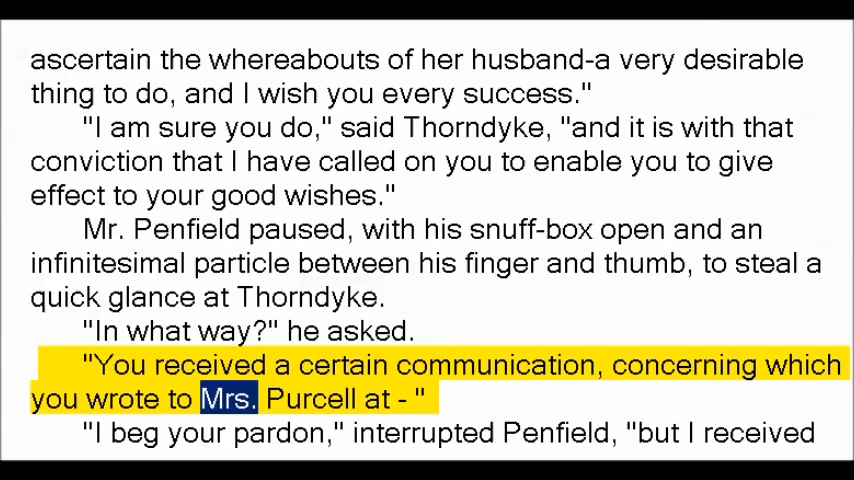 ascertain the whereabouts of her husband-a very desirable
thing to do, and I wish you every success."
"I am sure you do," said Thorndyke, "and it is with that
conviction that I have called on you to enable you to give
effect to your good wishes."
Mr. Penfield paused, with his snuff-box open and an
infinitesimal particle between his finger and thumb, to steal a
quick glance at Thorndyke.
"In what way?" he asked.
"You received a certain communication, concerning which
you wrote to Mrs. Purcell at - "
"I beg your pardon," interrupted Penfield, "but I received